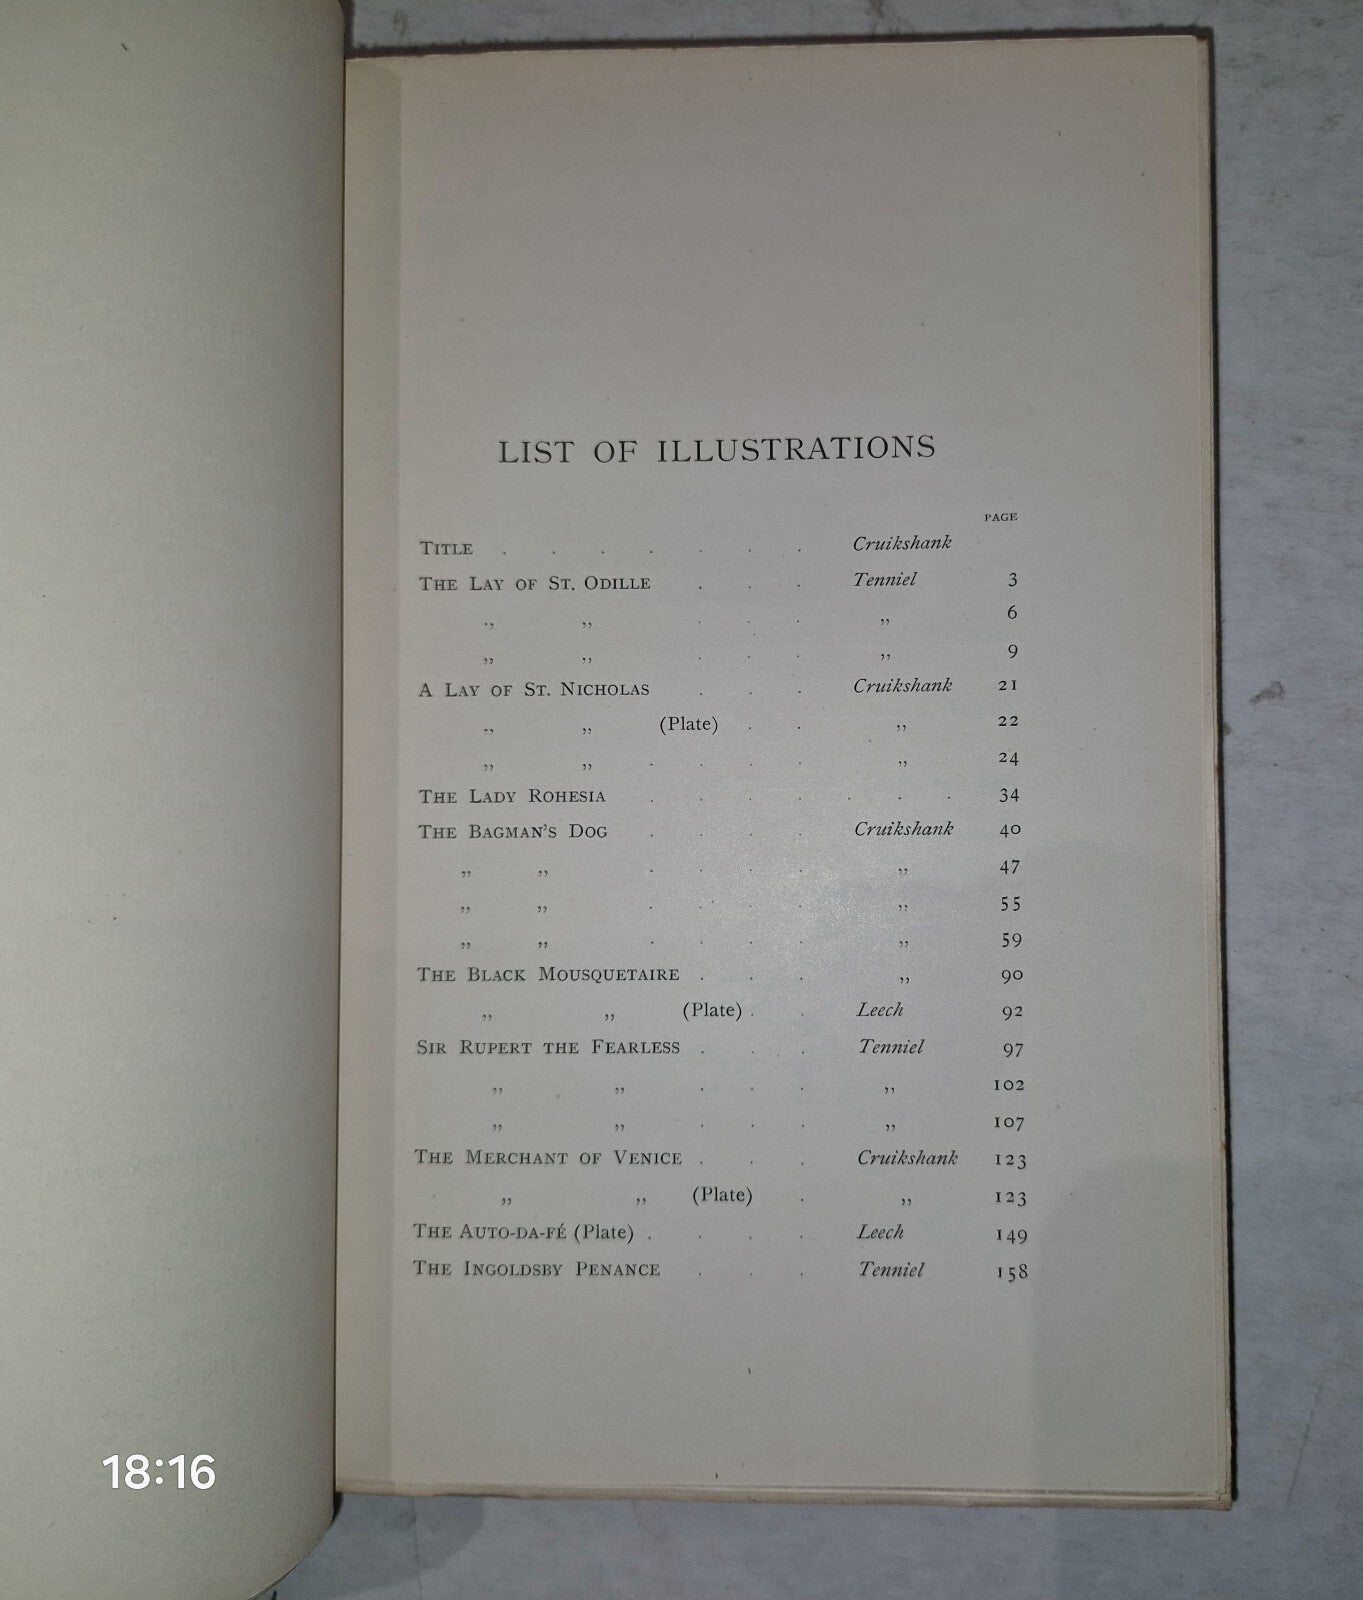 LIST OF ILLUSTRATIONS
PAGE
TITLE . . . . . . . Cruikshank
THE LAY OF ST. ODILLE . . . Tenniel 3
„ „ . . . „ 6
„ „ . . . „ 9
A LAY OF ST. NICHOLAS . . . Cruikshank 21
„ „ (Plate) . . „ 22
„ „ . . . . „ 24
THE LADY ROHESIA . . . . . . . 34
THE BAGMAN'S DOG . . . . Cruikshank 40
„ „ . . . . „ 47
„ „ . . . . „ 55
„ „ . . . . „ 59
THE BLACK MOUSQUETAIRE . . . „ 90
„ „ (Plate) . . Leech 92
SIR RUPERT THE FEARLESS . . . Tenniel 97
„ „ . . . „ 102
„ „ . . . „ 107
THE MERCHANT OF VENICE . . . Cruikshank 123
„ „ (Plate) . „ 123
THE AUTO-DA-FÉ (Plate) . . . . Leech 149
THE INGOLDSBY PENANCE . . . Tenniel 158
18:16